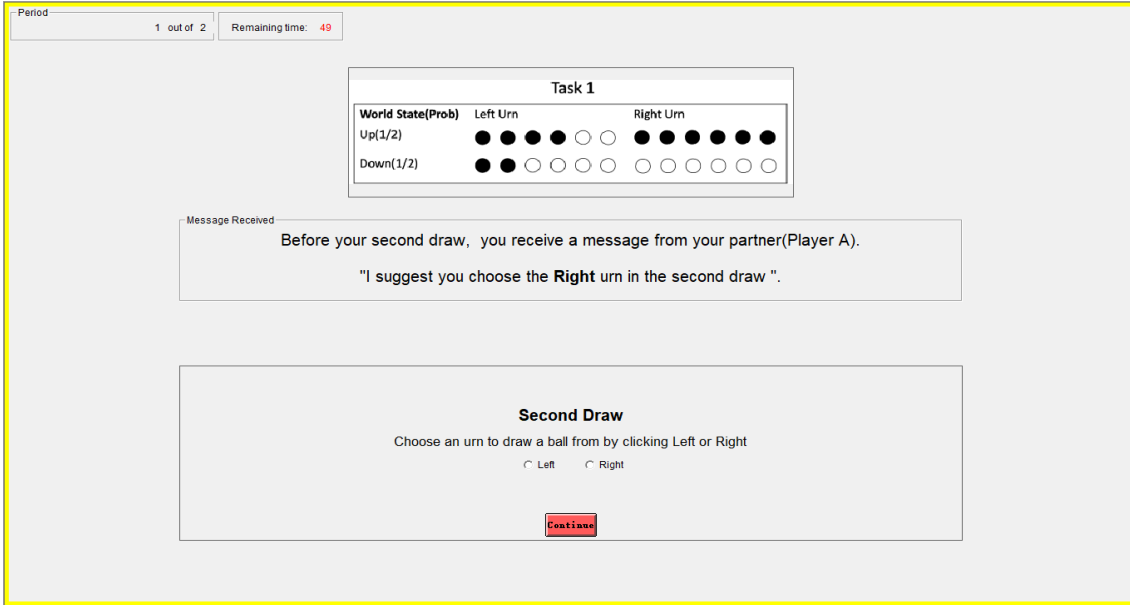 Period
1 out of 2
Remaining time: 49
Task 1
World State(Prob) Left Urn Right Urn
Up(1/2)
Down(1/2)
Message Received
Before your second draw, you receive a message from your partner(Player A).
"I suggest you choose the Right urn in the second draw ".
Second Draw
Choose an urn to draw a ball from by clicking Left or Right
Left Right
Continue